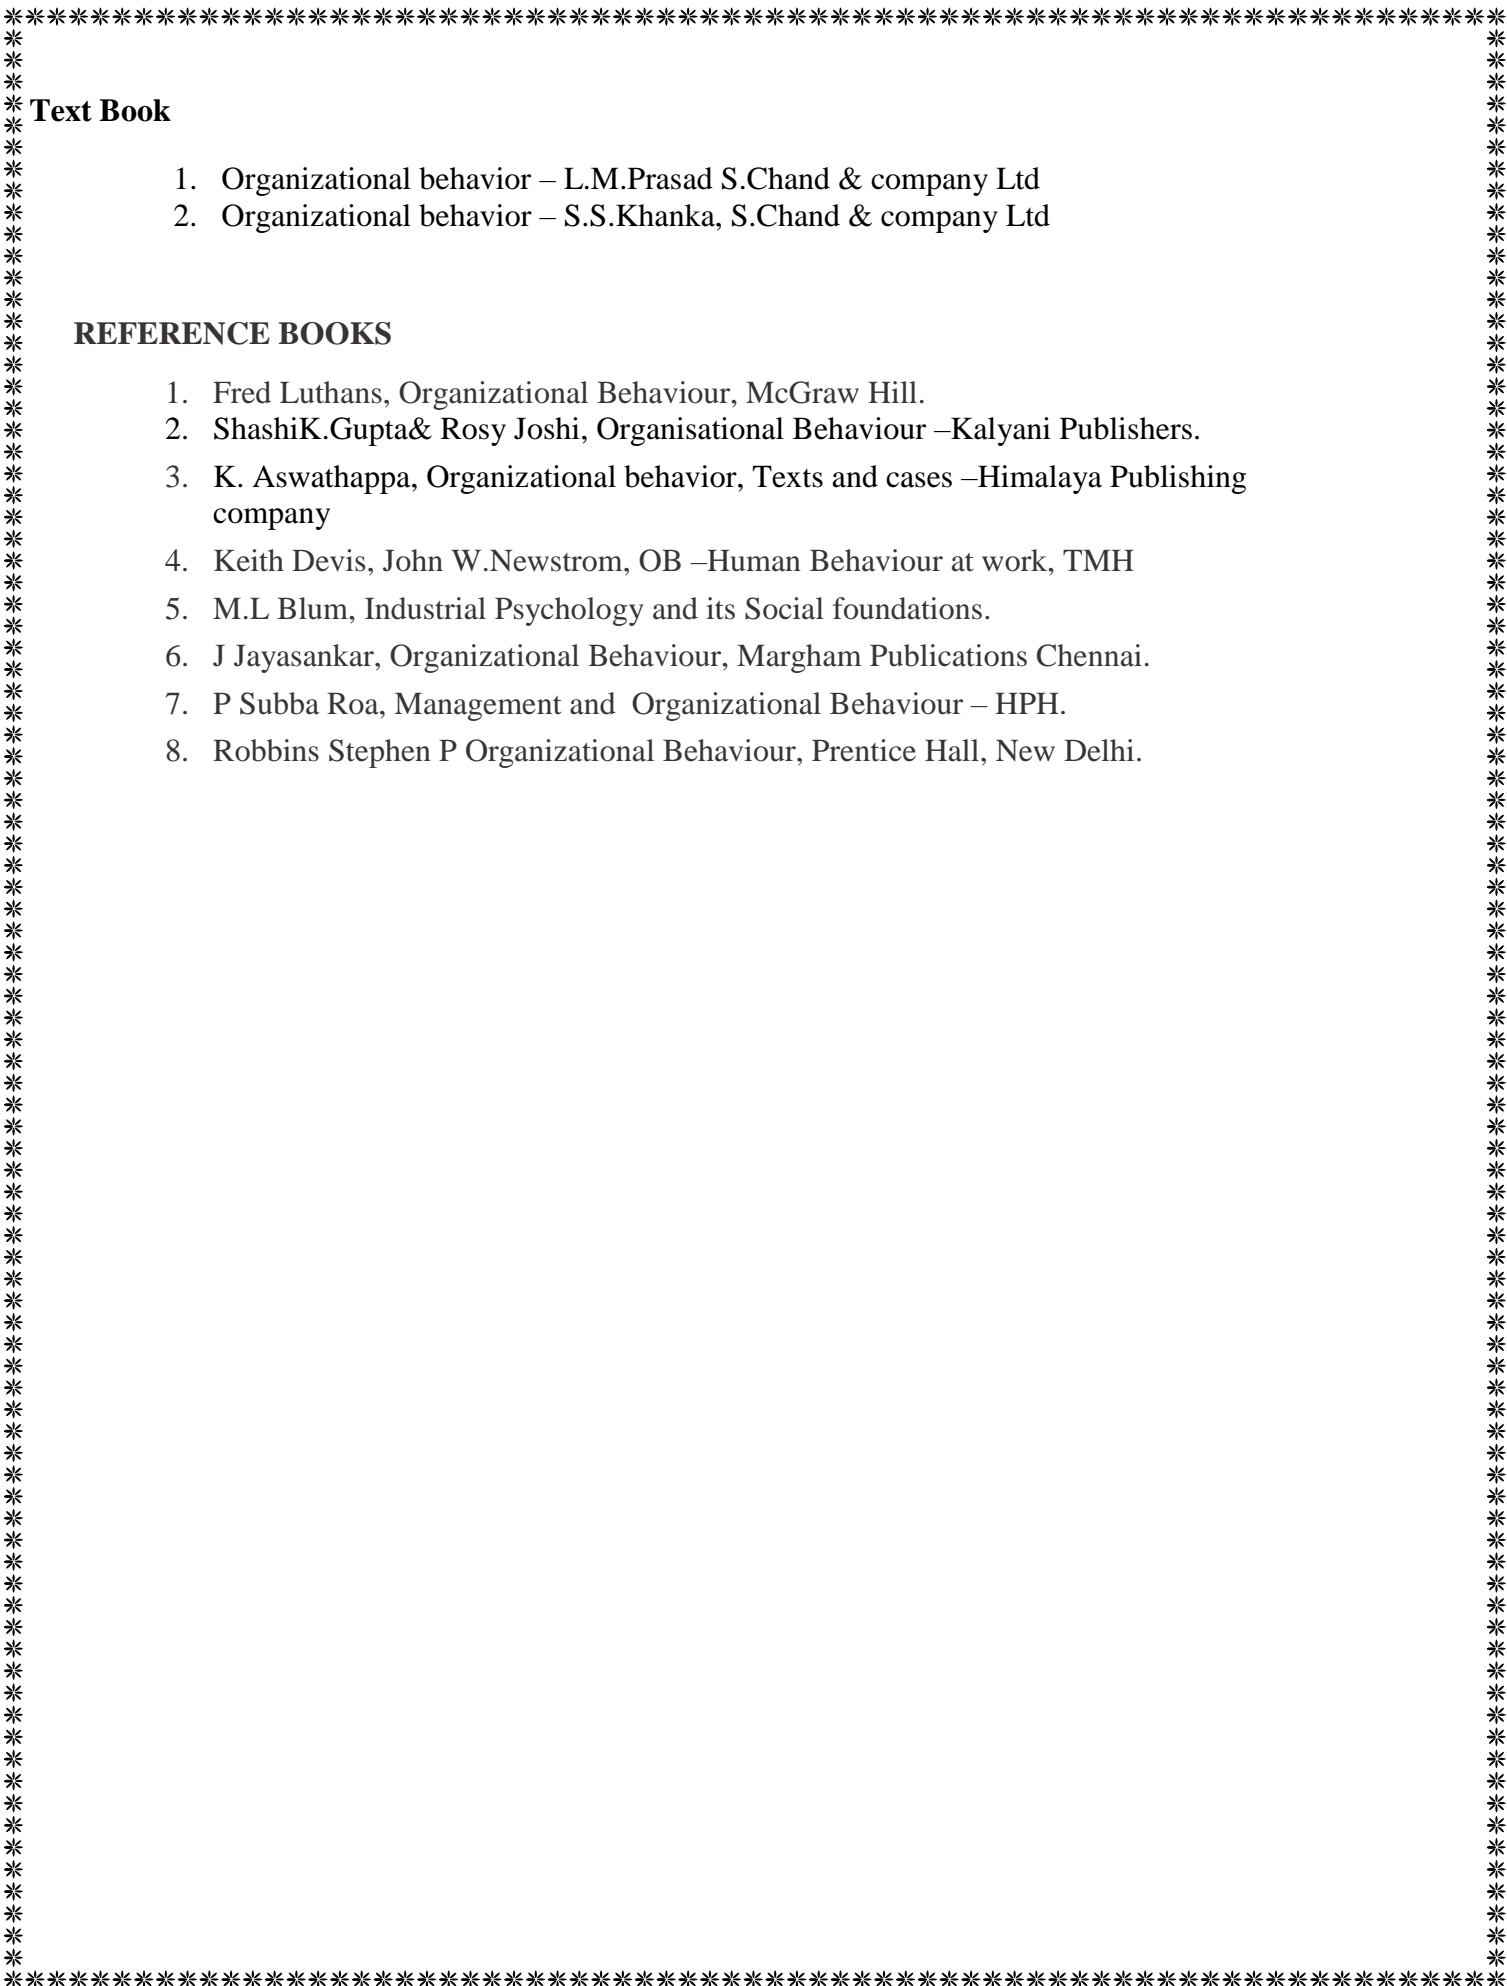 Text Book
1. Organizational behavior – L.M.Prasad S.Chand & company Ltd
2. Organizational behavior – S.S.Khanka, S.Chand & company Ltd
REFERENCE BOOKS
1. Fred Luthans, Organizational Behaviour, McGraw Hill.
2. ShashiK.Gupta& Rosy Joshi, Organisational Behaviour –Kalyani Publishers.
3. K. Aswathappa, Organizational behavior, Texts and cases –Himalaya Publishing
company
4. Keith Devis, John W.Newstrom, OB –Human Behaviour at work, TMH
5. M.L Blum, Industrial Psychology and its Social foundations.
6. J Jayasankar, Organizational Behaviour, Margham Publications Chennai.
7. P Subba Roa, Management and  Organizational Behaviour – HPH.
8. Robbins Stephen P Organizational Behaviour, Prentice Hall, New Delhi.